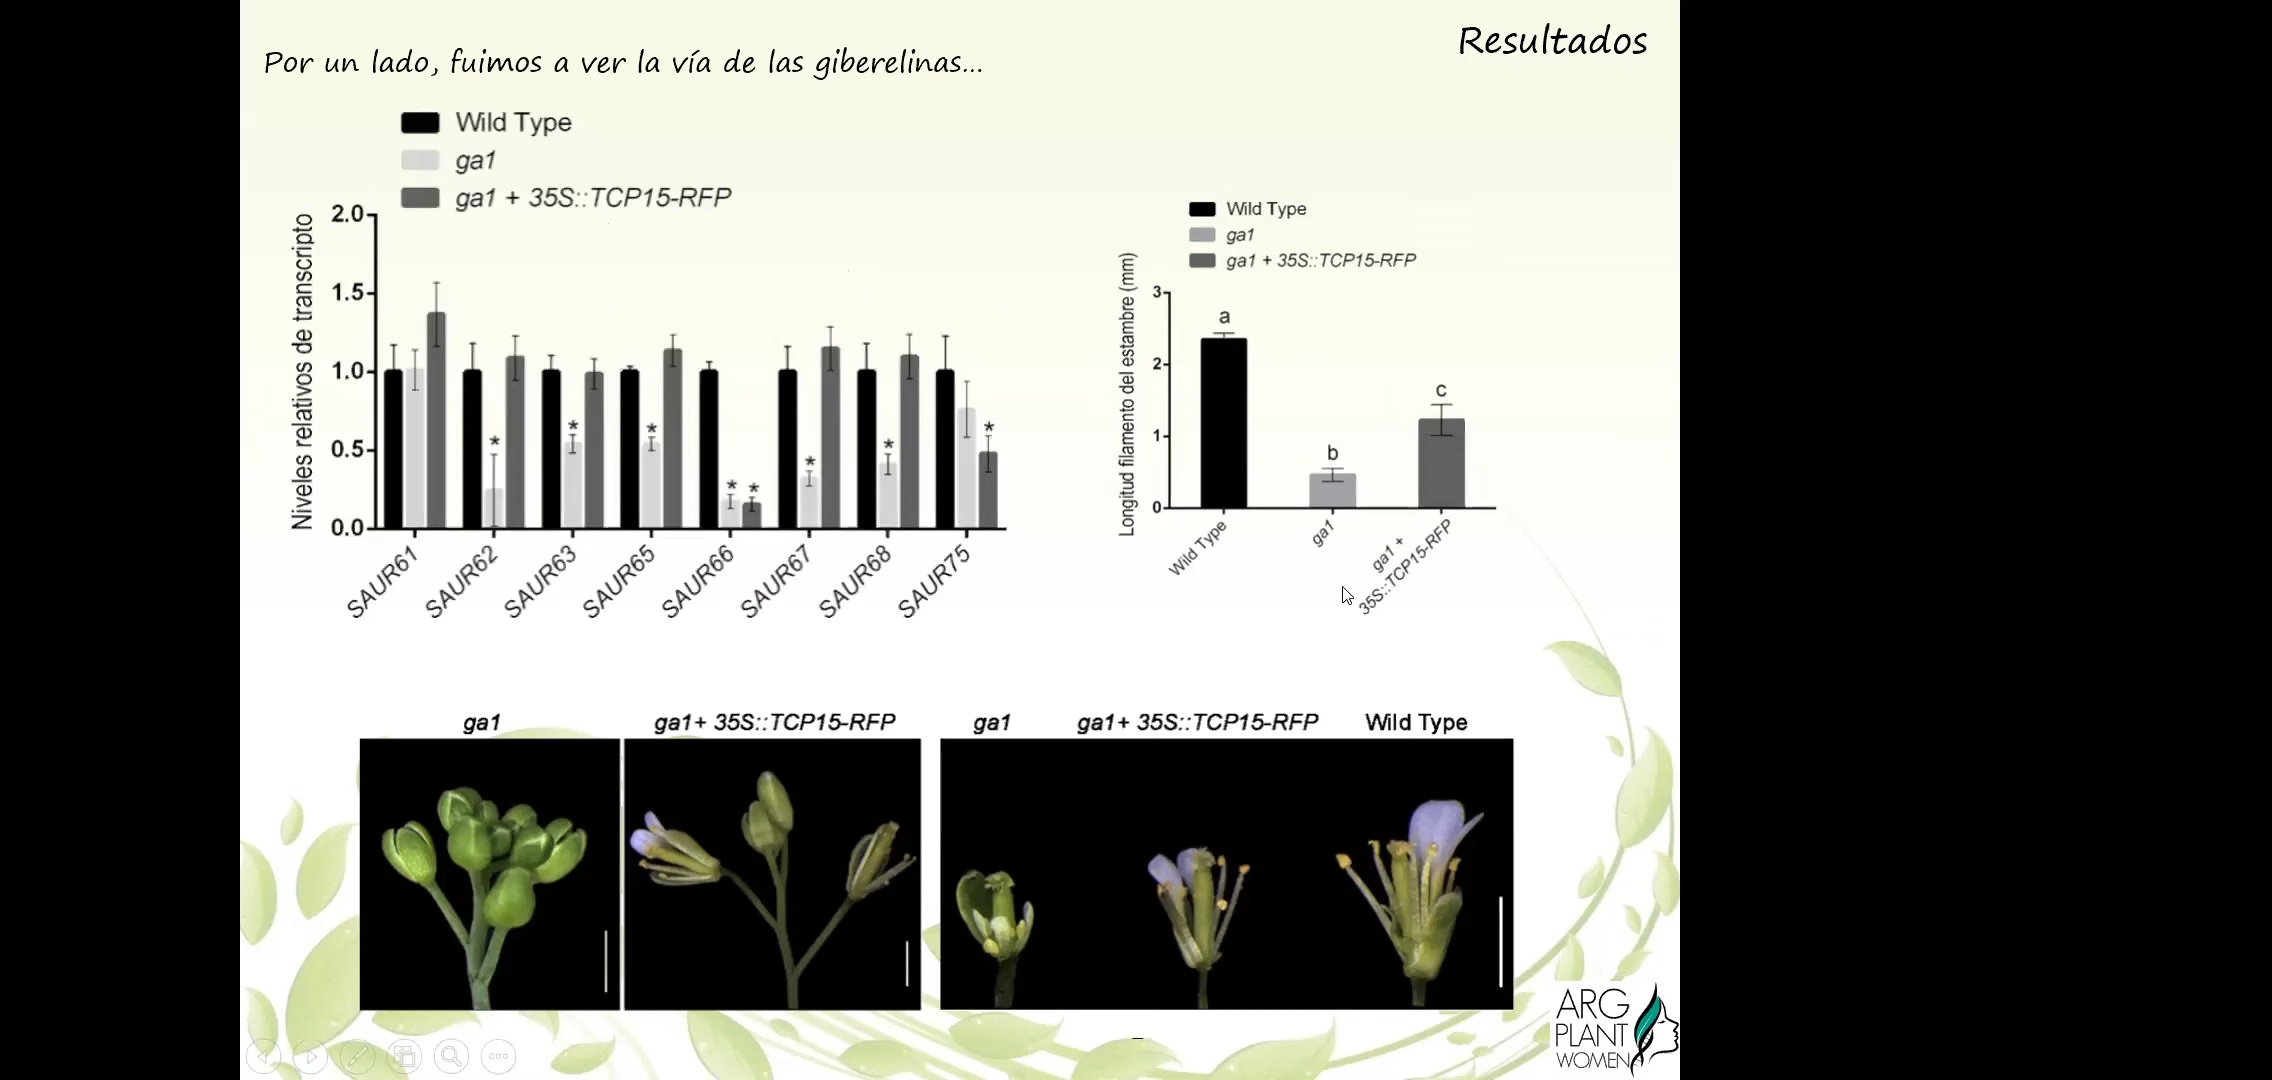 Resultados
Por un lado, fuimos a ver la vía de las giberelinas...
Wild Type
ga1
ga1 + 35S::TCP15-RFP
Niveles relativos de transcripto
2.0
1.5
1.0
0.5
0.0
* * * * * * * * *
SAUR61 SAUR62 SAUR63 SAUR65 SAUR66 SAUR67 SAUR68 SAUR75
Wild Type
ga1
ga1 + 35S::TCP15-RFP
Longitud filamento del estambre (mm)
3
2
1
0
a
b
c
Wild Type
ga1
ga1 +
35S::TCP15-RFP
ga1
ga1+ 35S::TCP15-RFP
ga1
ga1+ 35S::TCP15-RFP
Wild Type
ARG
PLANT
WOMEN